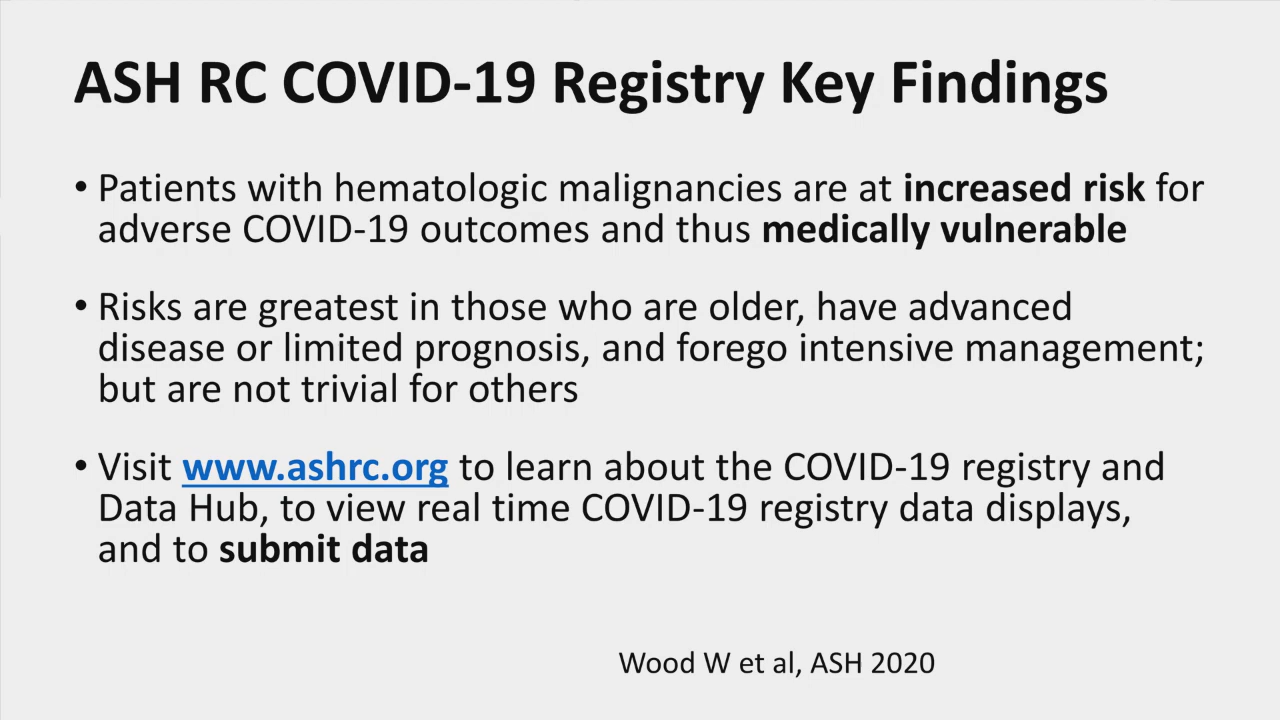 ASH RC COVID-19 Registry Key Findings
• Patients with hematologic malignancies are at increased risk for
adverse COVID-19 outcomes and thus medically vulnerable
• Risks are greatest in those who are older, have advanced
disease or limited prognosis, and forego intensive management;
but are not trivial for others
• Visit www.ashrc.org to learn about the COVID-19 registry and
Data Hub, to view real time COVID-19 registry data displays,
and to submit data
Wood W et al, ASH 2020